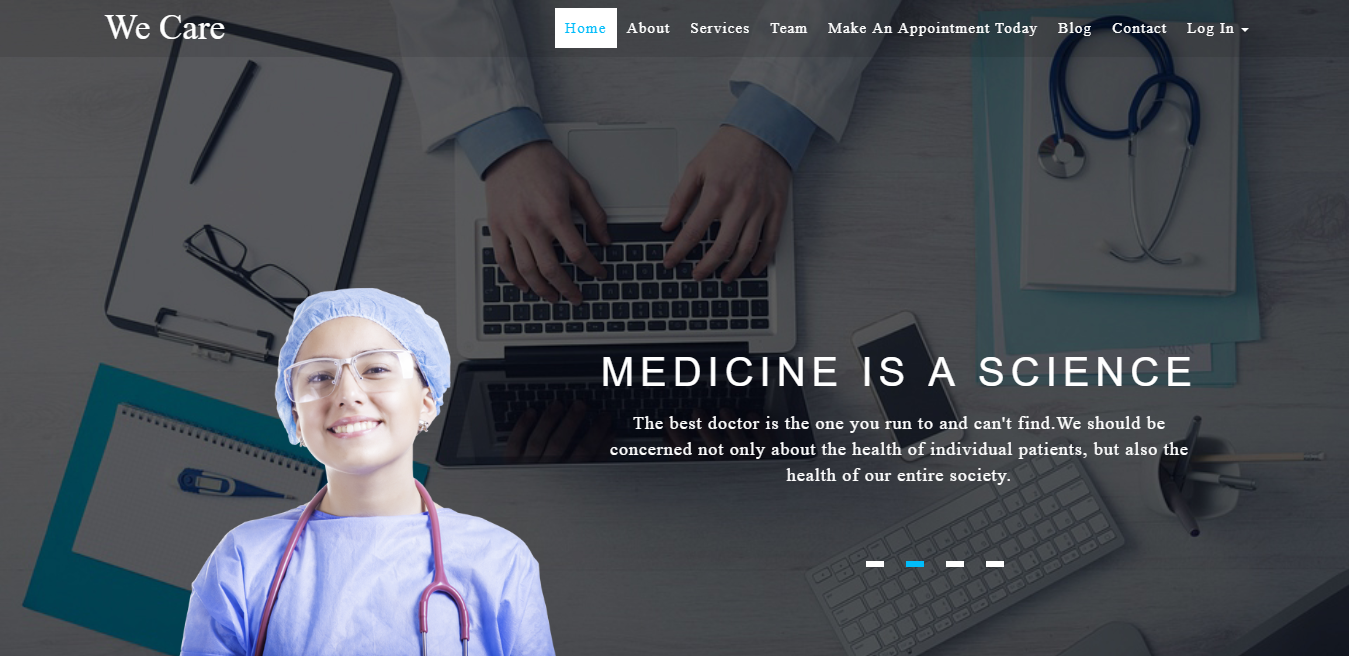 We Care
Home About Services Team Make An Appointment Today Blog Contact Log In
MEDICINE IS A SCIENCE
The best doctor is the one you run to and can't find.We should be
concerned not only about the health of individual patients, but also the
health of our entire society.